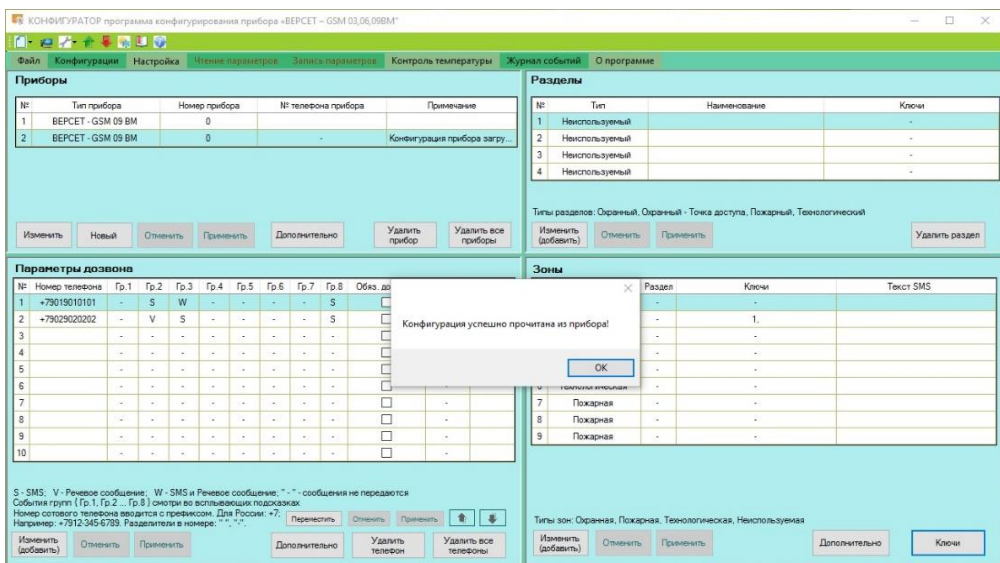 КОНФИГУРАТОР программа конфигурирования прибора «ВЕРСЕТ – GSM 03,06,09ВМ"
Файл Конфигурации Настройка Чтение параметров Запись параметров Контроль температуры Журнал событий О программе
Приборы
№ Тип прибора Номер прибора № телефона прибора Примечание
1 ВЕРСЕТ - GSM 09 ВМ 0
2 ВЕРСЕТ - GSM 09 ВМ 0 - Конфигурация прибора загру...
Изменить Новый Отменить Применить Дополнительно Удалить прибор Удалить все приборы
Разделы
№ Тип Наименование Ключи
1 Неиспользуемый -
2 Неиспользуемый -
3 Неиспользуемый -
4 Неиспользуемый -
Типы разделов: Охранный, Охранный - Точка доступа, Пожарный, Технологический
Изменить (добавить) Отменить Применить Удалить раздел
Параметры дозвона
№ Номер телефона Гр.1 Гр.2 Гр.3 Гр.4 Гр.5 Гр.6 Гр.7 Гр.8 Обяз. до
1 +79019010101 - S W - - - - S
2 +79029020202 - V S - - - - S
3 - - - - - - - -
4 - - - - - - - -
5 - - - - - - - -
6 - - - - - - - -
7 - - - - - - - - -
8 - - - - - - - - -
9 - - - - - - - - -
10 - - - - - - - - -
S - SMS; V - Речевое сообщение; W - SMS и Речевое сообщение; " - " - сообщения не передаются
События групп ( Гр.1, Гр.2 ... Гр.8 ) смотри во всплывающих подсказках
Номер сотового телефона вводится с префиксом. Для России: +7;
Например: +7912-345-6789. Разделители в номере: " ", "-".
Переместить Отменить Применить
Изменить (добавить) Отменить Применить Дополнительно Удалить телефон Удалить все телефоны
Зоны
Раздел Ключи Текст SMS
- -
- 1,
- -
- -
- -
6 Технологическая - -
7 Пожарная - -
8 Пожарная - -
9 Пожарная - -
Типы зон: Охранная, Пожарная, Технологическая, Неиспользуемая
Изменить (добавить) Отменить Применить Дополнительно Ключи
Конфигурация успешно прочитана из прибора!
OK